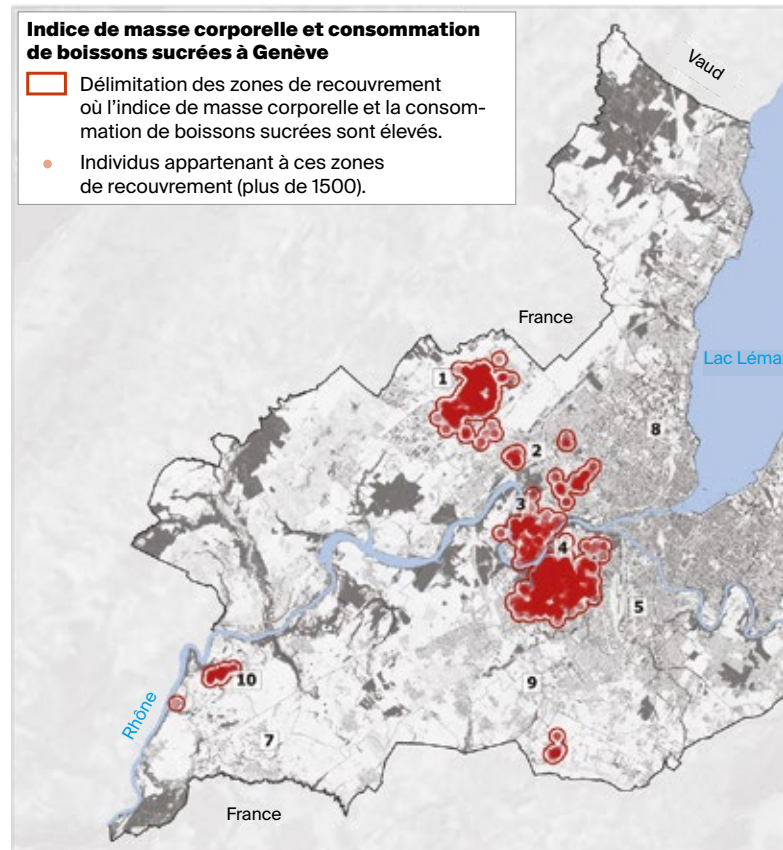 Indice de masse corporelle et consommation
de boissons sucrées à Genève
Délimitation des zones de recouvrement
où l'indice de masse corporelle et la consom-
mation de boissons sucrées sont élevés.
Individus appartenant à ces zones
de recouvrement (plus de 1500).
Vaud
France
Lac Léma
1
8
2
3
4
5
10
9
Rhône
7
France